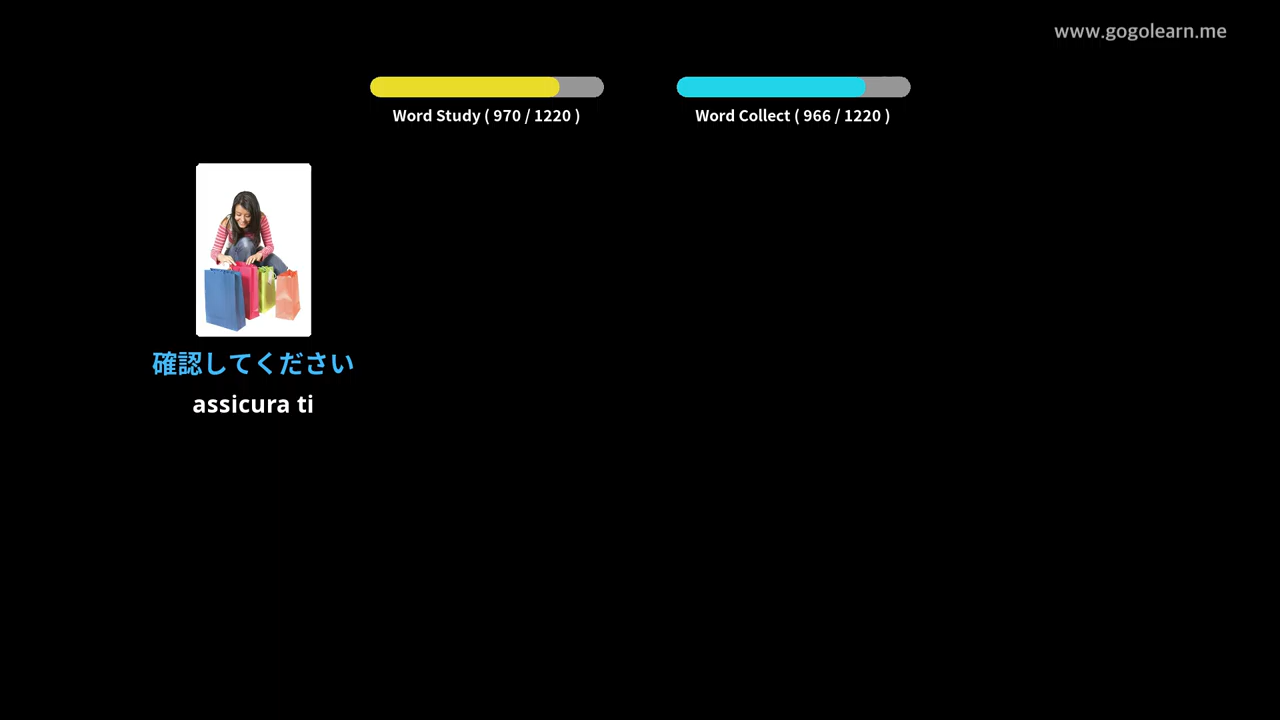 www.gogolearn.me
Word Study ( 970 / 1220 )
Word Collect ( 966 / 1220 )
確認してください
assicura ti